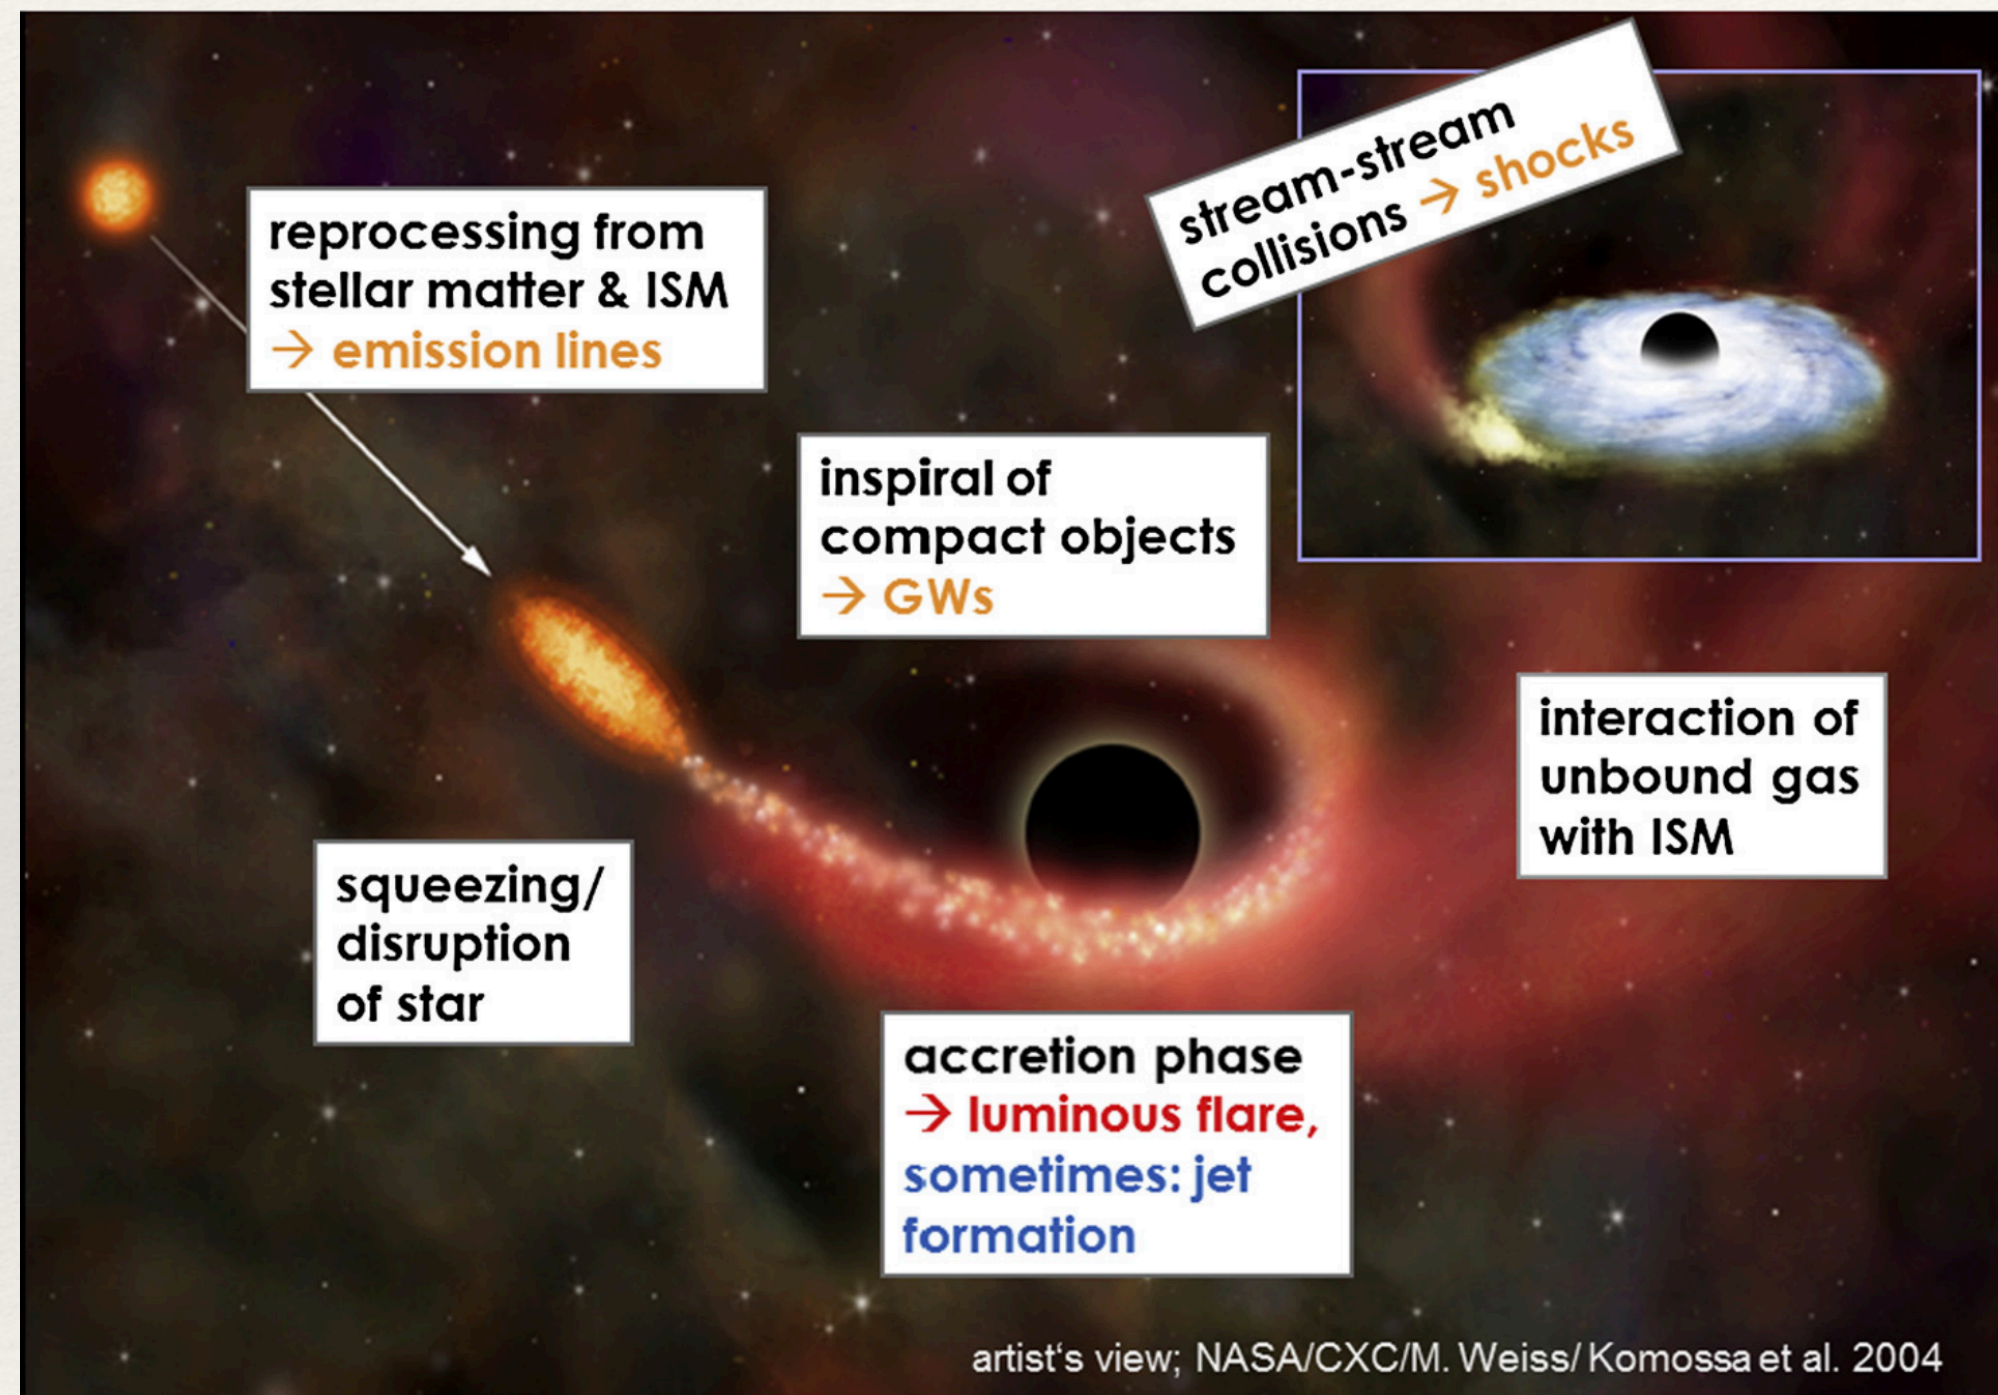 stream-stream
collisions → shocks
reprocessing from
stellar matter & ISM
→ emission lines
inspiral of
compact objects
→ GWs
interaction of
unbound gas
with ISM
squeezing/
disruption
of star
accretion phase
→ luminous flare,
sometimes: jet
formation
artist‘s view; NASA/CXC/M. Weiss/ Komossa et al. 2004